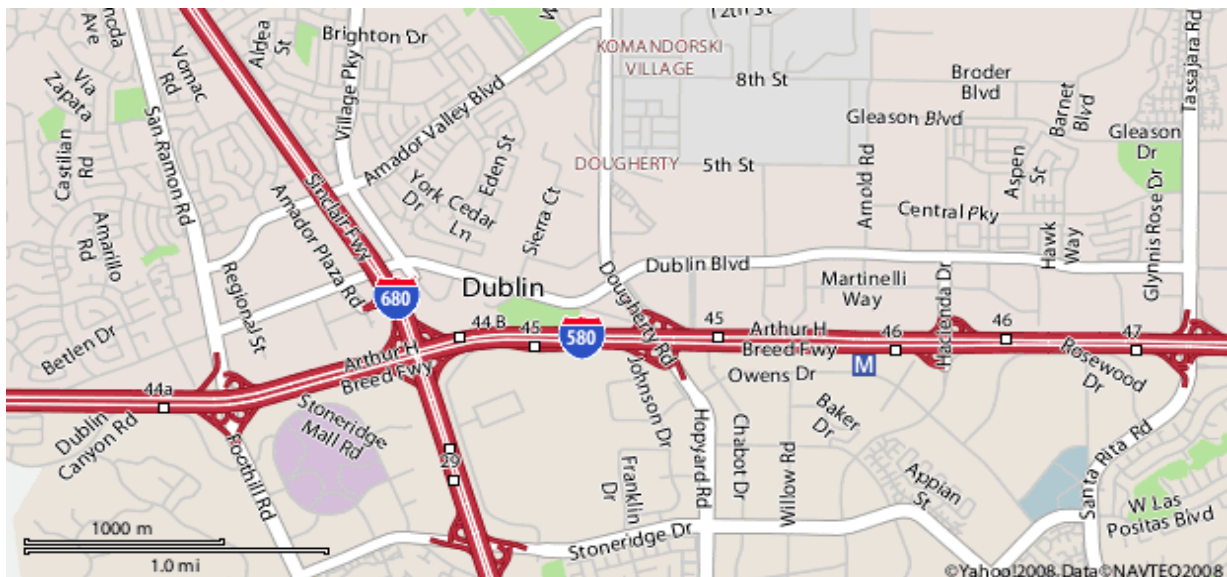 12th St
Brighton Dr
Aldea
St
Ave
Vomac
Rd
Via
Zapata
Village Pky
KOMANDORSKI
VILLAGE
8th St
Broder
Blvd
Tassajara Rd
Barnet
Blvd
Gleason Blvd
Gleason
Dr
San Ramon Rd
Castilian
Rd
Amador Valley Blvd
Eden St
DOUGHERTY
5th St
Aspen
St
Arnold Rd
Sinclair Fwy
York
Dr
Cedar
Ln
Sierra Ct
Central Pky
Hawk
Way
Glynnis Rose Dr
Amarillo
Rd
Amador Plaza Rd
Regional St
Dublin Blvd
Martinelli
Way
Hacienda Dr
Dublin
680
Dougherty Rd
44 B
45
580
45
Arthur H
Breed Fwy
46
46
47
Betlen Dr
Arthur H
Breed Fwy
M
Rosewood
Dr
44a
Johnson Dr
Owens Dr
Baker
Dr
Dublin
Canyon Rd
Stoneridge
Mall Rd
Foothill Rd
29
Hopyard Rd
Chabot Dr
Willow Rd
Franklin
Dr
Appian
St
Santa Rita Rd
W Las
Positas Blvd
Stoneridge Dr
1000 m
1.0 mi
©Yahoo!2008,Data©NAVTEQ2008